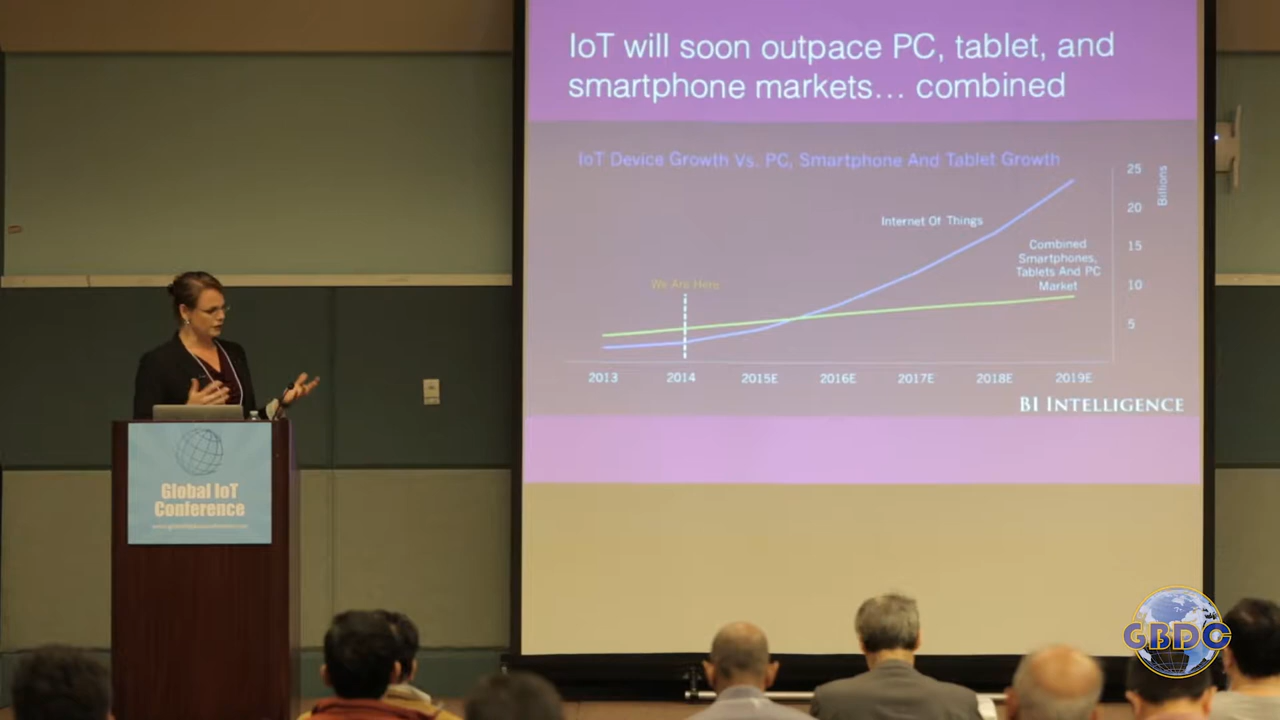 IoT will soon outpace PC, tablet, and
smartphone markets... combined
IoT Device Growth Vs. PC, Smartphone And Tablet Growth
25
Billions
20
Internet Of Things
15
Combined
Smartphones,
Tablets And PC
Market
10
We Are Here
5
2013 2014 2015E 2016E 2017E 2018E 2019E
BI INTELLIGENCE
Global IoT
Conference
GBDC